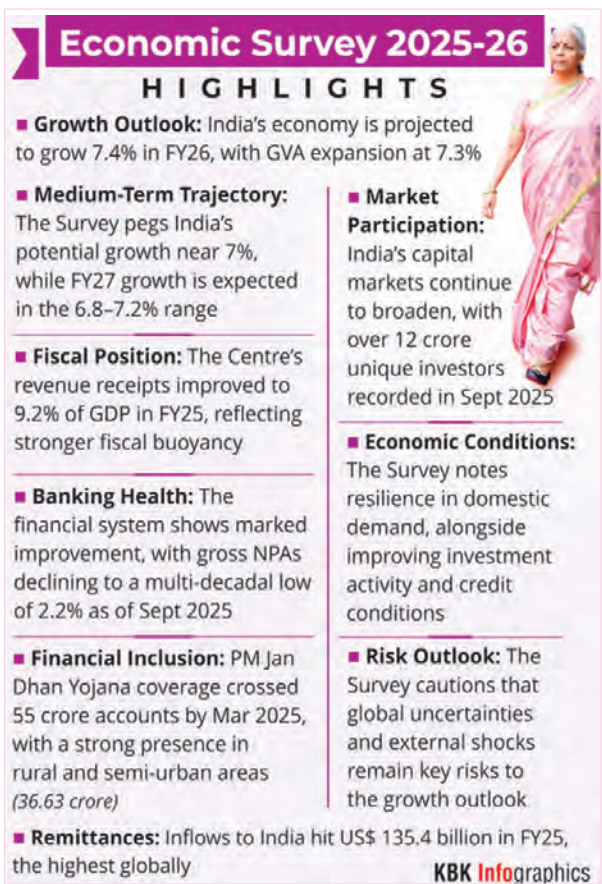 Economic Survey 2025-26
HIGHLIGHTS
■ Growth Outlook: India's economy is projected
to grow 7.4% in FY26, with GVA expansion at 7.3%
■ Medium-Term Trajectory:
The Survey pegs India's
potential growth near 7%,
while FY27 growth is expected
in the 6.8–7.2% range
■ Fiscal Position: The Centre's
revenue receipts improved to
9.2% of GDP in FY25, reflecting
stronger fiscal buoyancy
■ Banking Health: The
financial system shows marked
improvement, with gross NPAs
declining to a multi-decadal low
of 2.2% as of Sept 2025
■ Financial Inclusion: PM Jan
Dhan Yojana coverage crossed
55 crore accounts by Mar 2025,
with a strong presence in
rural and semi-urban areas
(36.63 crore)
■ Market
Participation:
India's capital
markets continue
to broaden, with
over 12 crore
unique investors
recorded in Sept 2025
■ Economic Conditions:
The Survey notes
resilience in domestic
demand, alongside
improving investment
activity and credit
conditions
■ Risk Outlook: The
Survey cautions that
global uncertainties
and external shocks
remain key risks to
the growth outlook
■ Remittances: Inflows to India hit US$ 135.4 billion in FY25,
the highest globally
KBK Infographics